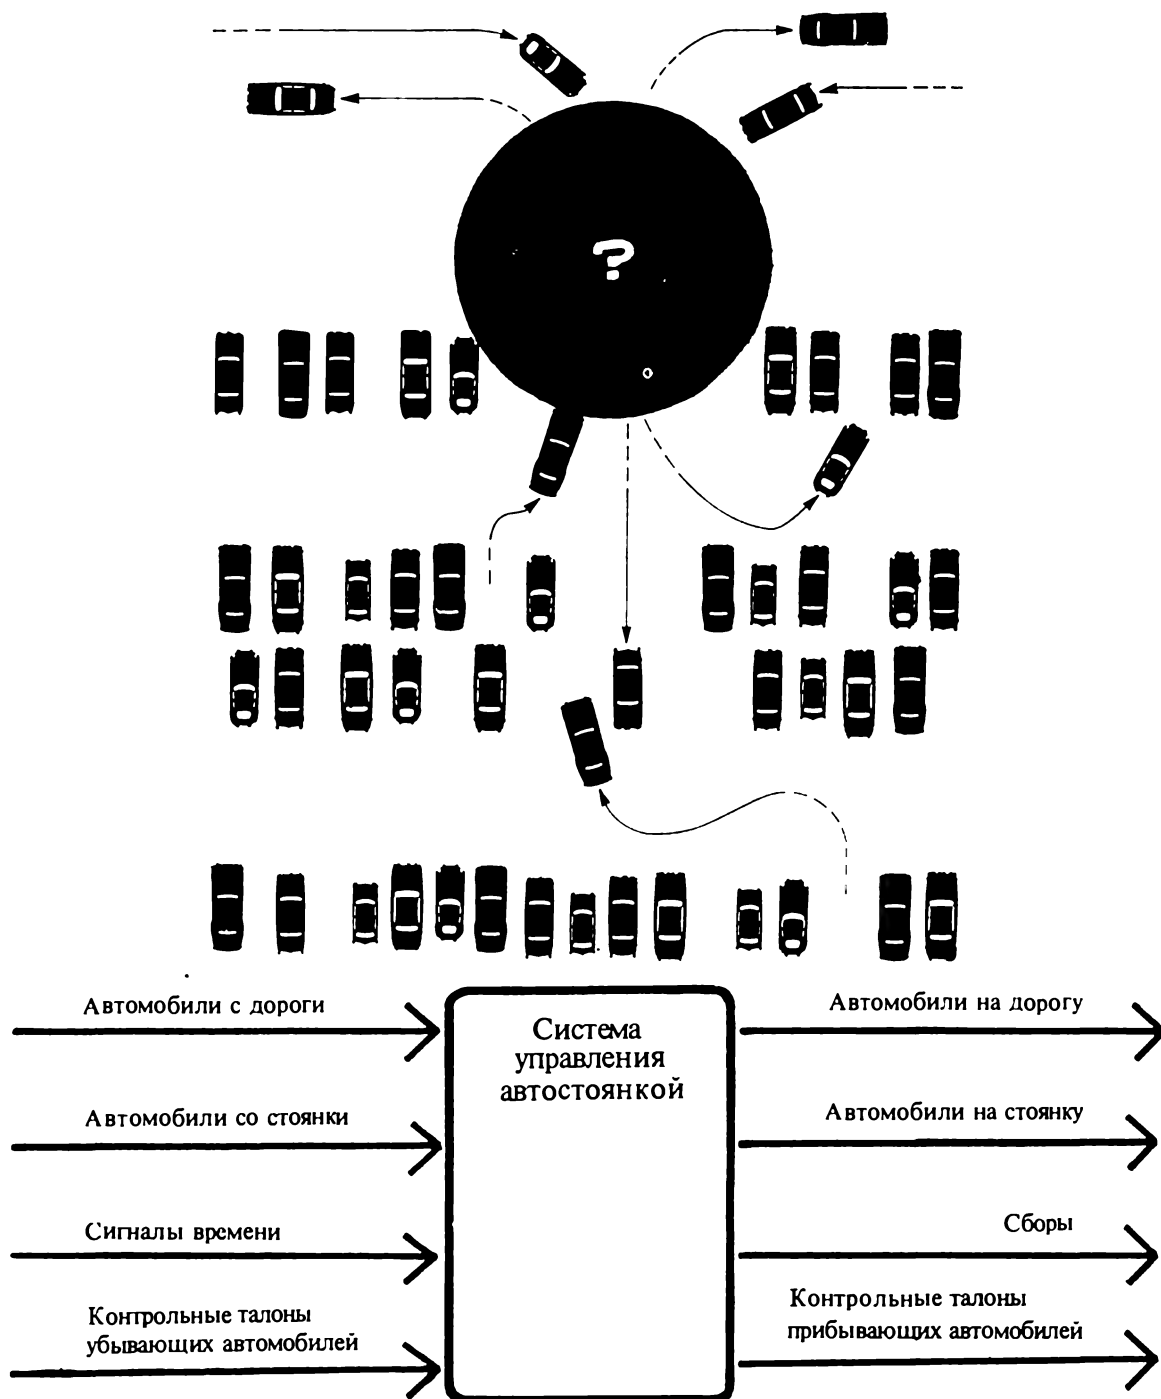 ?
Автомобили с дороги
Автомобили со стоянки
Сигналы времени
Контрольные талоны
убывающих автомобилей
Система
управления
автостоянкой
Автомобили на дорогу
Автомобили на стоянку
Сборы
Контрольные талоны
прибывающих автомобилей